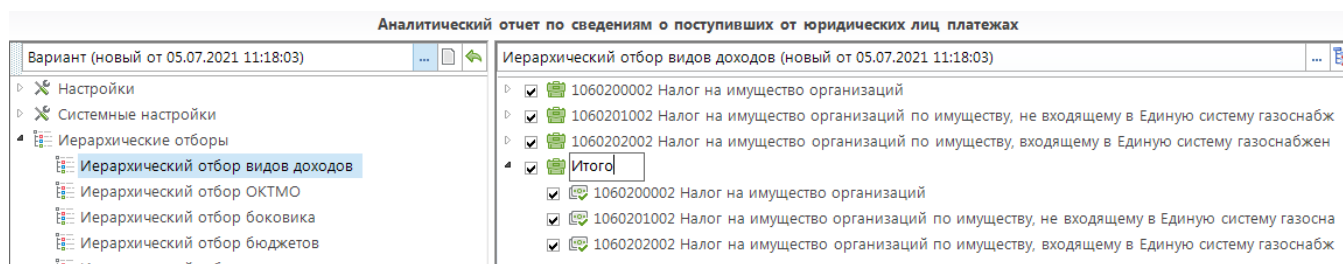 Аналитический отчет по сведениям о поступивших от юридических лиц платежах
Вариант (новый от 05.07.2021 11:18:03)
...
Настройки
Системные настройки
Иерархические отборы
Иерархический отбор видов доходов
Иерархический отбор ОКТМО
Иерархический отбор боковика
Иерархический отбор бюджетов
Иерархический отбор видов доходов (новый от 05.07.2021 11:18:03)
...
1060200002 Налог на имущество организаций
1060201002 Налог на имущество организаций по имуществу, не входящему в Единую систему газоснабж
1060202002 Налог на имущество организаций по имуществу, входящему в Единую систему газоснабжен
Итого
1060200002 Налог на имущество организаций
1060201002 Налог на имущество организаций по имуществу, не входящему в Единую систему газосна
1060202002 Налог на имущество организаций по имуществу, входящему в Единую систему газоснабж